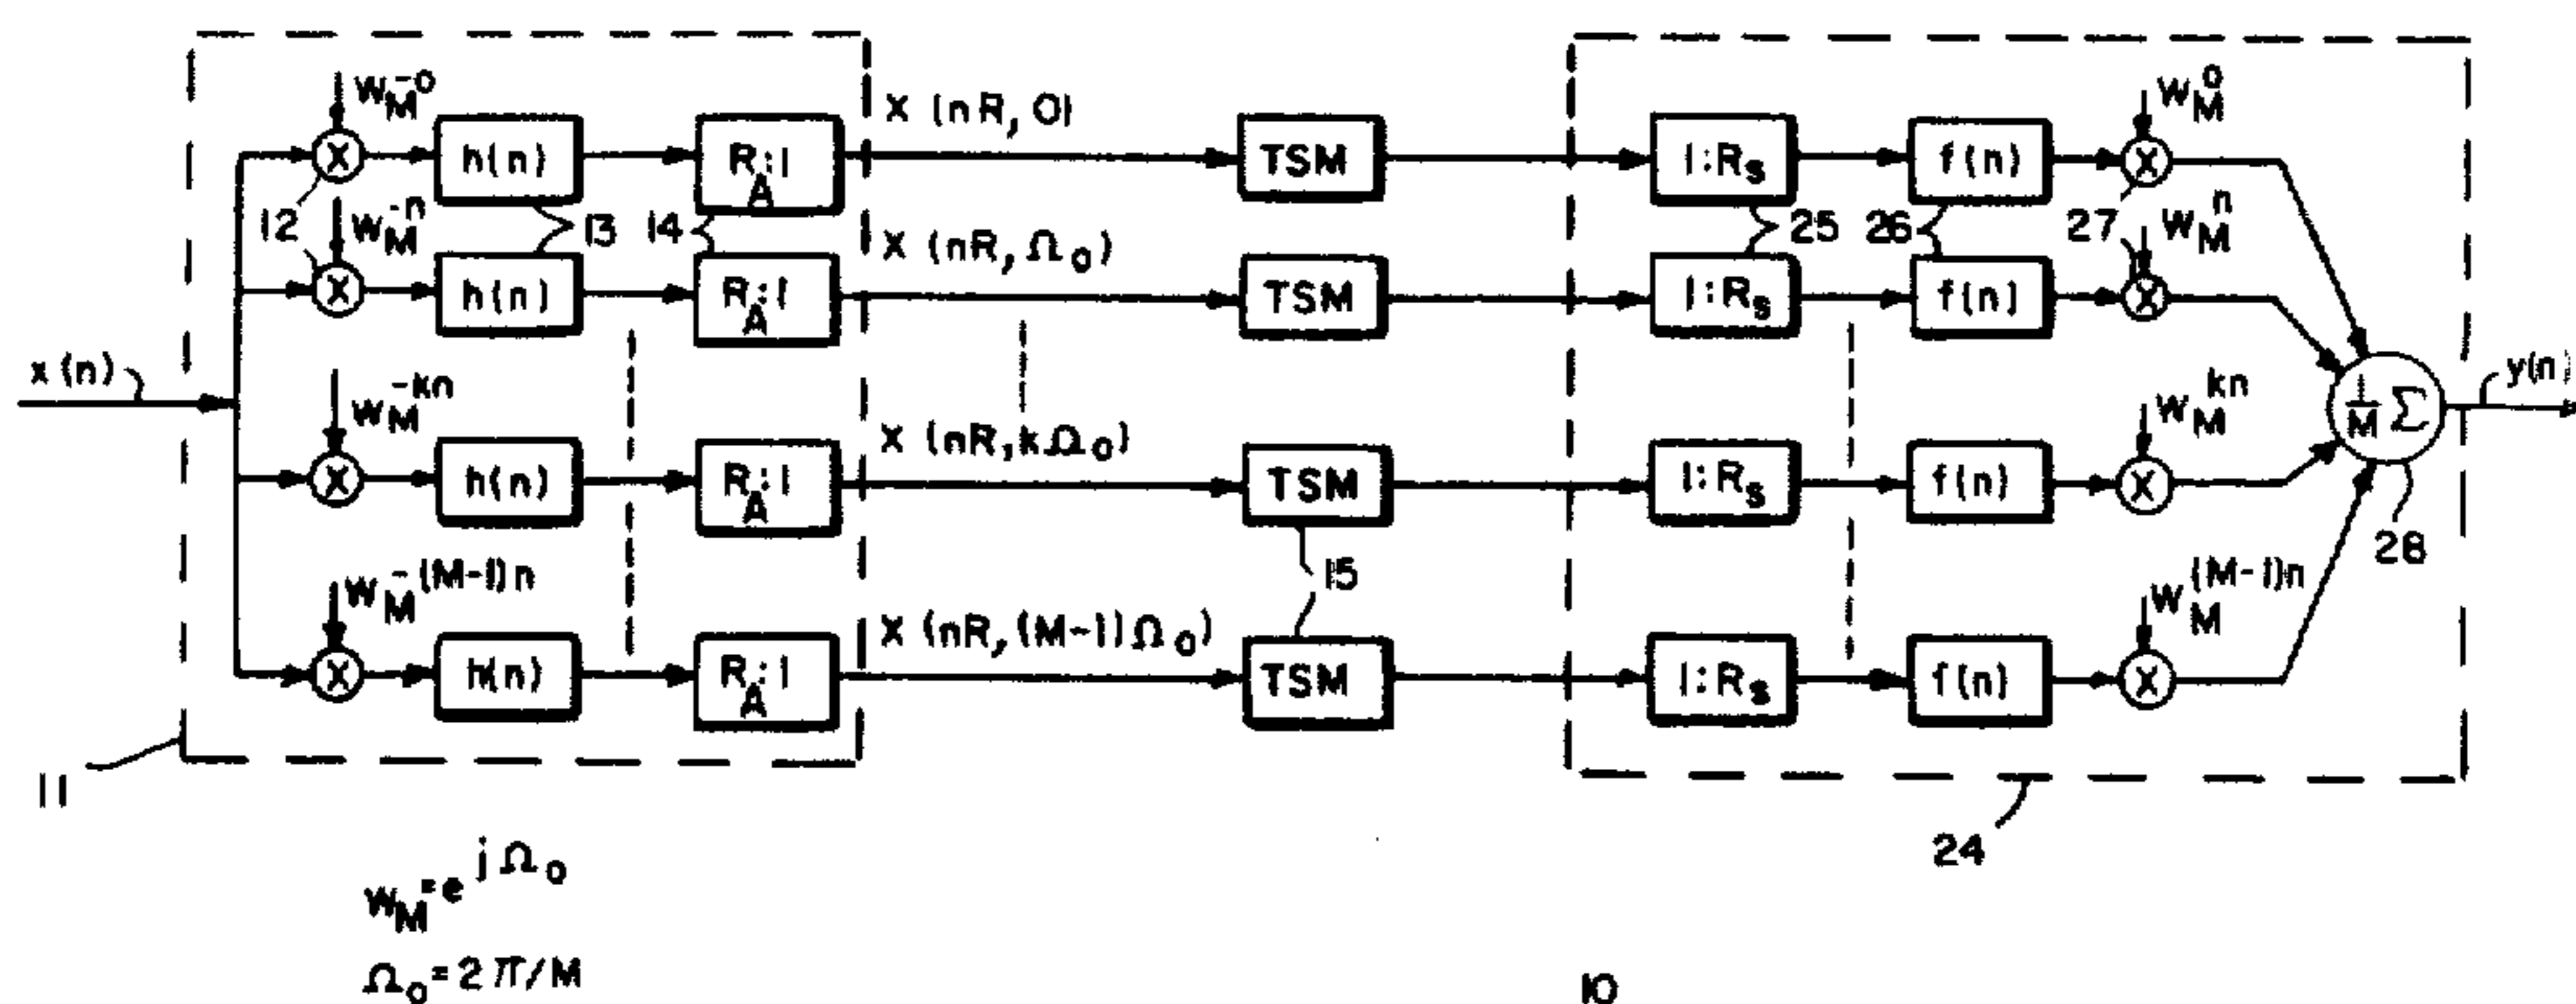 W_M^-0 h(n) R_A:1 X (nR, 0) TSM 1:R_s f(n) W_M^0
12 W_M^-n 13 14 X (nR, Ω_0) 25 26 27 W_M^n
X h(n) R_A:1 TSM 1:R_s f(n) X
x(n) W_M^-kn X (nR, kΩ_0) W_M^kn 1/M Σ y(n)
X h(n) R_A:1 TSM 1:R_s f(n) X 28
W_M^-(M-1)n X (nR, (M-1)Ω_0) 15 W_M^(M-1)n
X h(n) R_A:1 TSM 1:R_s f(n) X
11 24
W_M=e^jΩ_0
Ω_0=2π/M
10